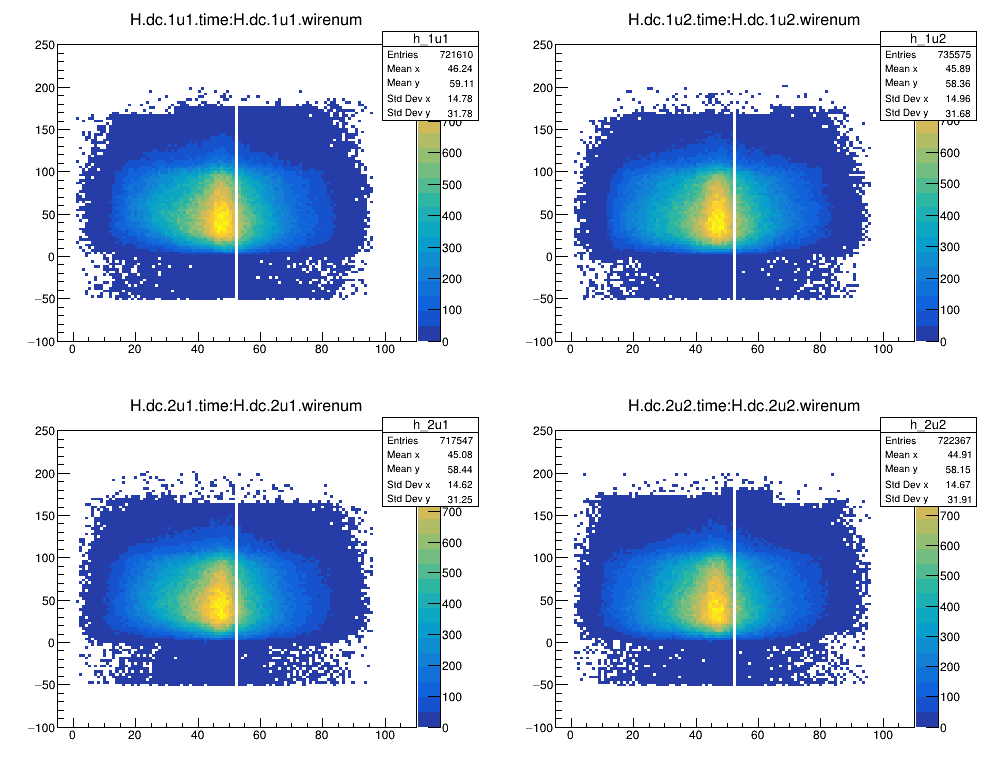 H.dc.1u1.time:H.dc.1u1.wirenum
h_1u1
Entries 721610
Mean x 46.24
Mean y 59.11
Std Dev x 14.78
Std Dev y 31.78
250
200
150
100
50
0
−50
−100
0 20 40 60 80 100
700
600
500
400
300
200
100
0
H.dc.1u2.time:H.dc.1u2.wirenum
h_1u2
Entries 735575
Mean x 45.89
Mean y 58.36
Std Dev x 14.96
Std Dev y 31.68
250
200
150
100
50
0
−50
−100
0 20 40 60 80 100
700
600
500
400
300
200
100
0
H.dc.2u1.time:H.dc.2u1.wirenum
h_2u1
Entries 717547
Mean x 45.08
Mean y 58.44
Std Dev x 14.62
Std Dev y 31.25
250
200
150
100
50
0
−50
−100
0 20 40 60 80 100
700
600
500
400
300
200
100
0
H.dc.2u2.time:H.dc.2u2.wirenum
h_2u2
Entries 722367
Mean x 44.91
Mean y 58.15
Std Dev x 14.67
Std Dev y 31.91
250
200
150
100
50
0
−50
−100
0 20 40 60 80 100
700
600
500
400
300
200
100
0